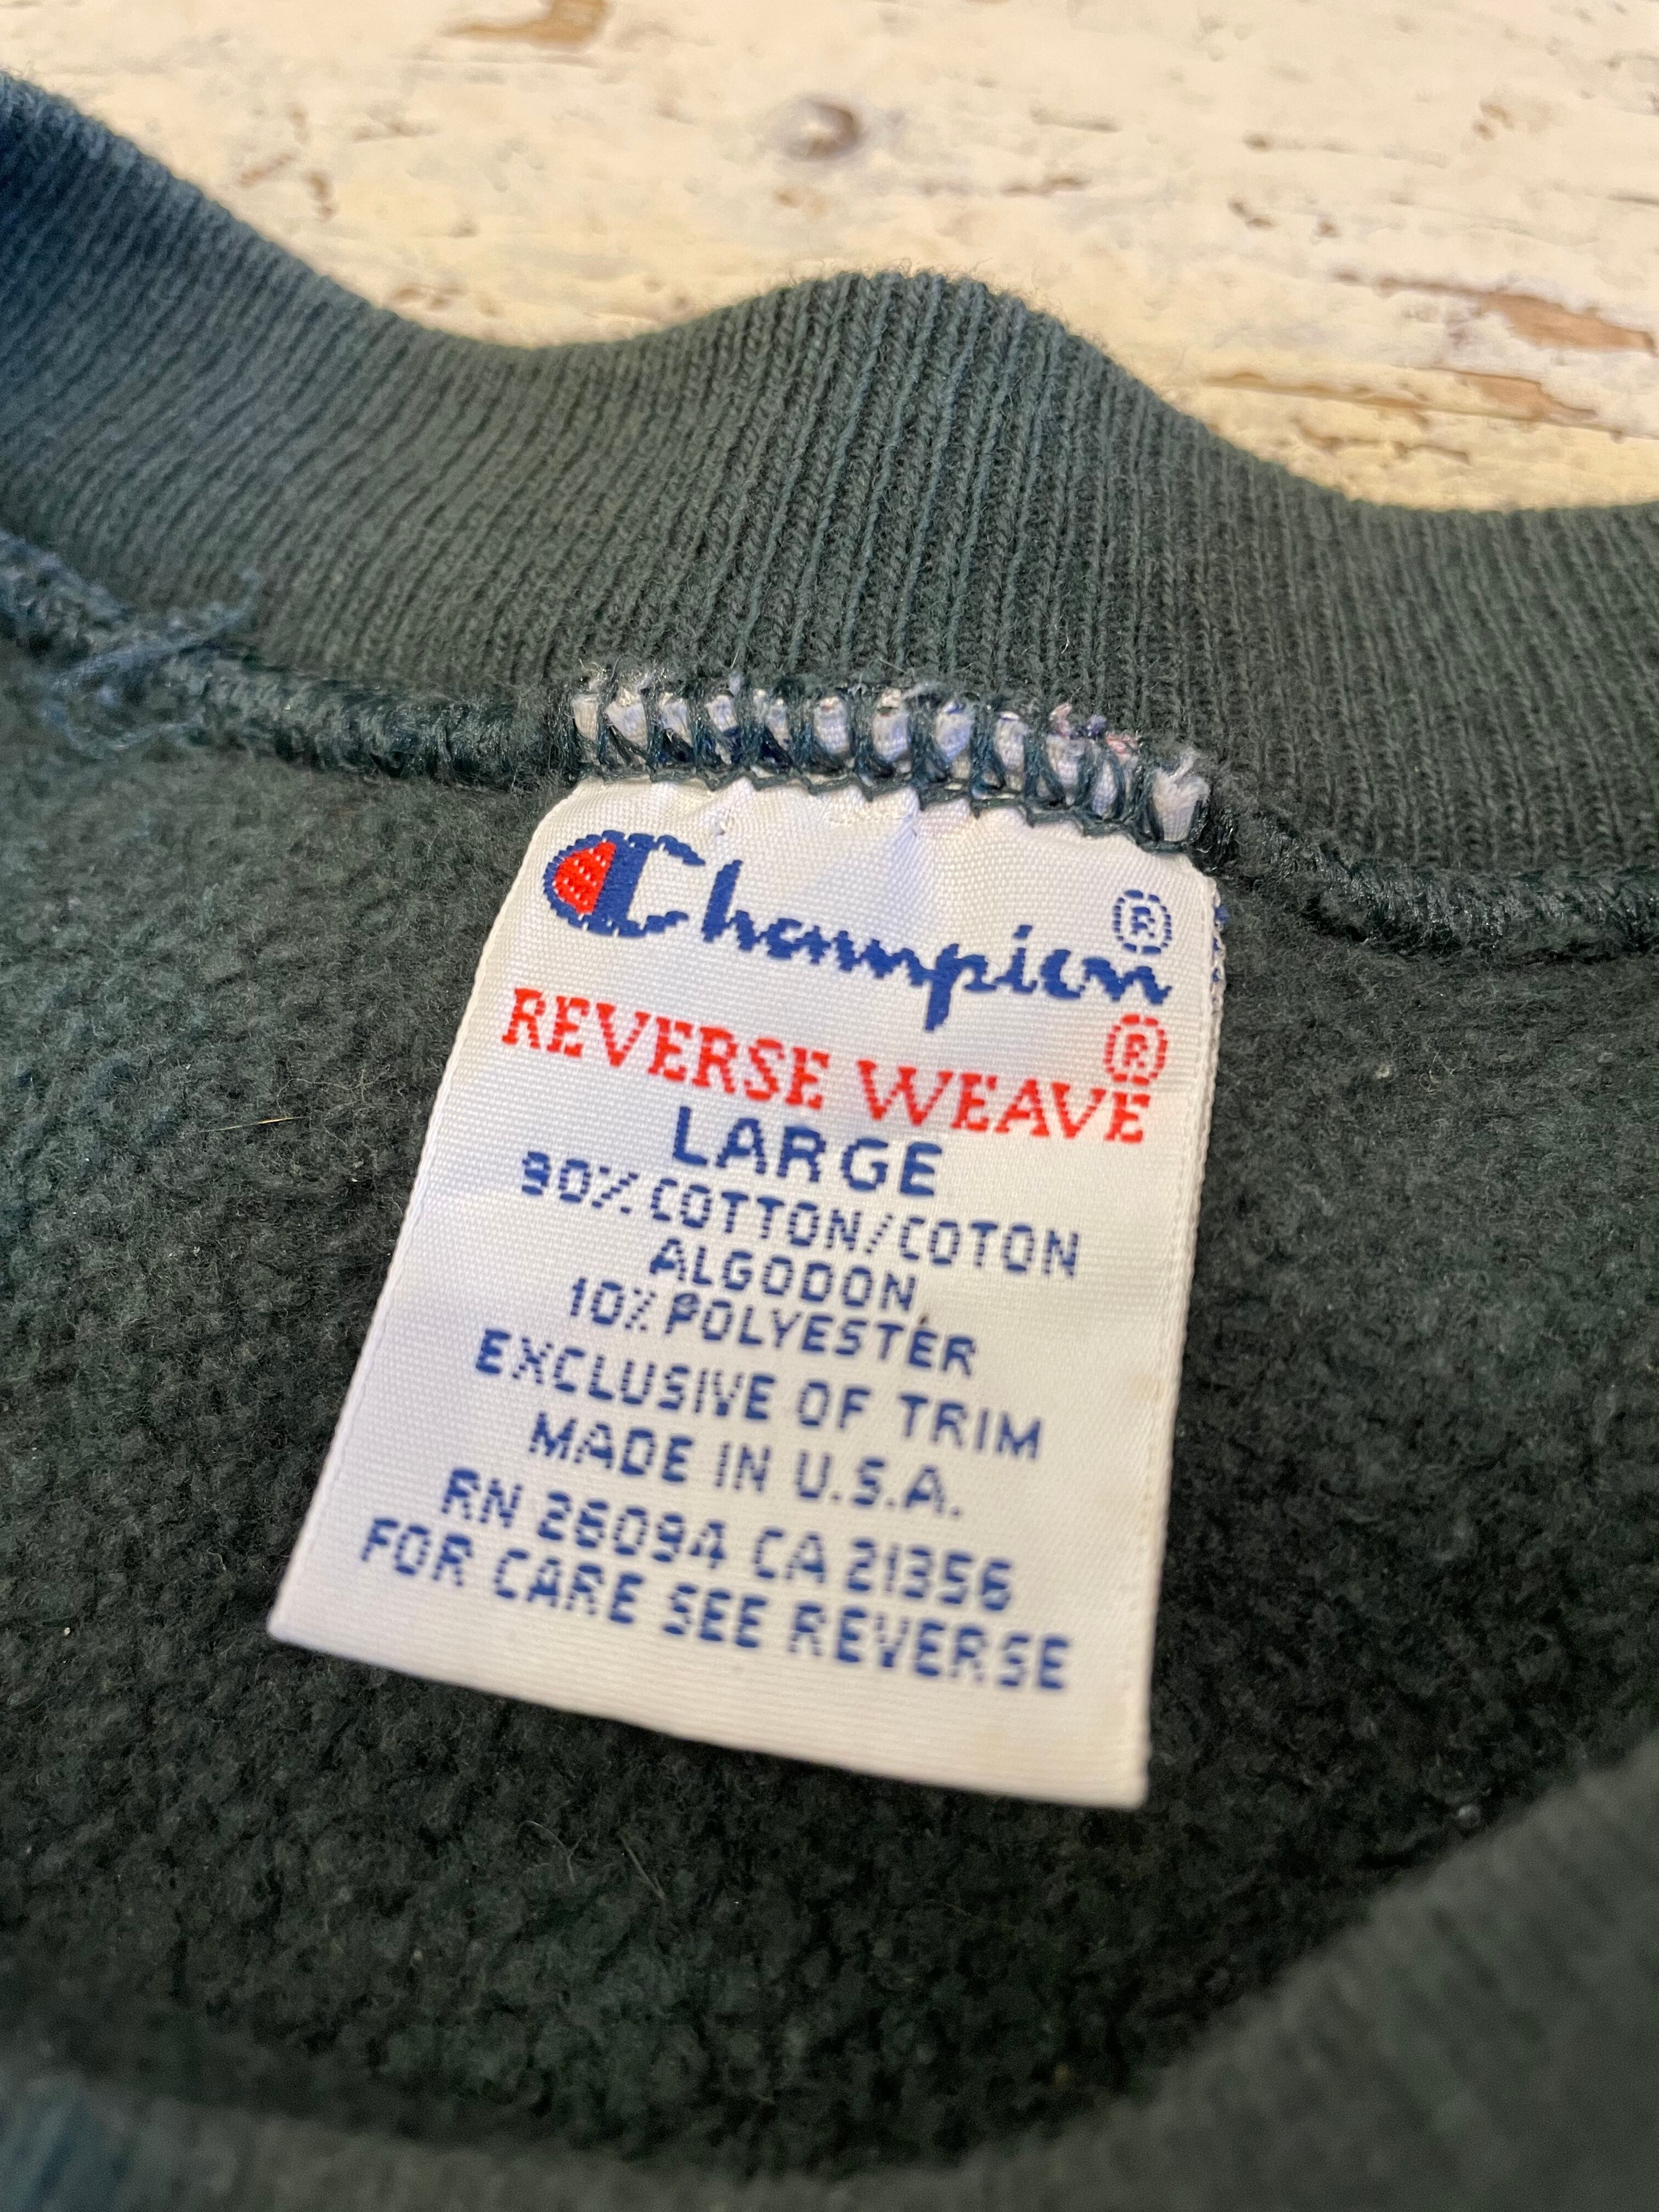 Champion®
REVERSE WEAVE®
LARGE
90% COTTON/COTON
ALGODON
10% POLYESTER
EXCLUSIVE OF TRIM
MADE IN U.S.A.
RN 26094 CA 21356
FOR CARE SEE REVERSE